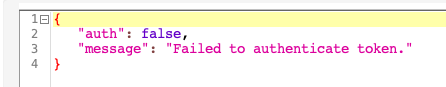 1 {
2 "auth": false,
3 "message": "Failed to authenticate token."
4 }